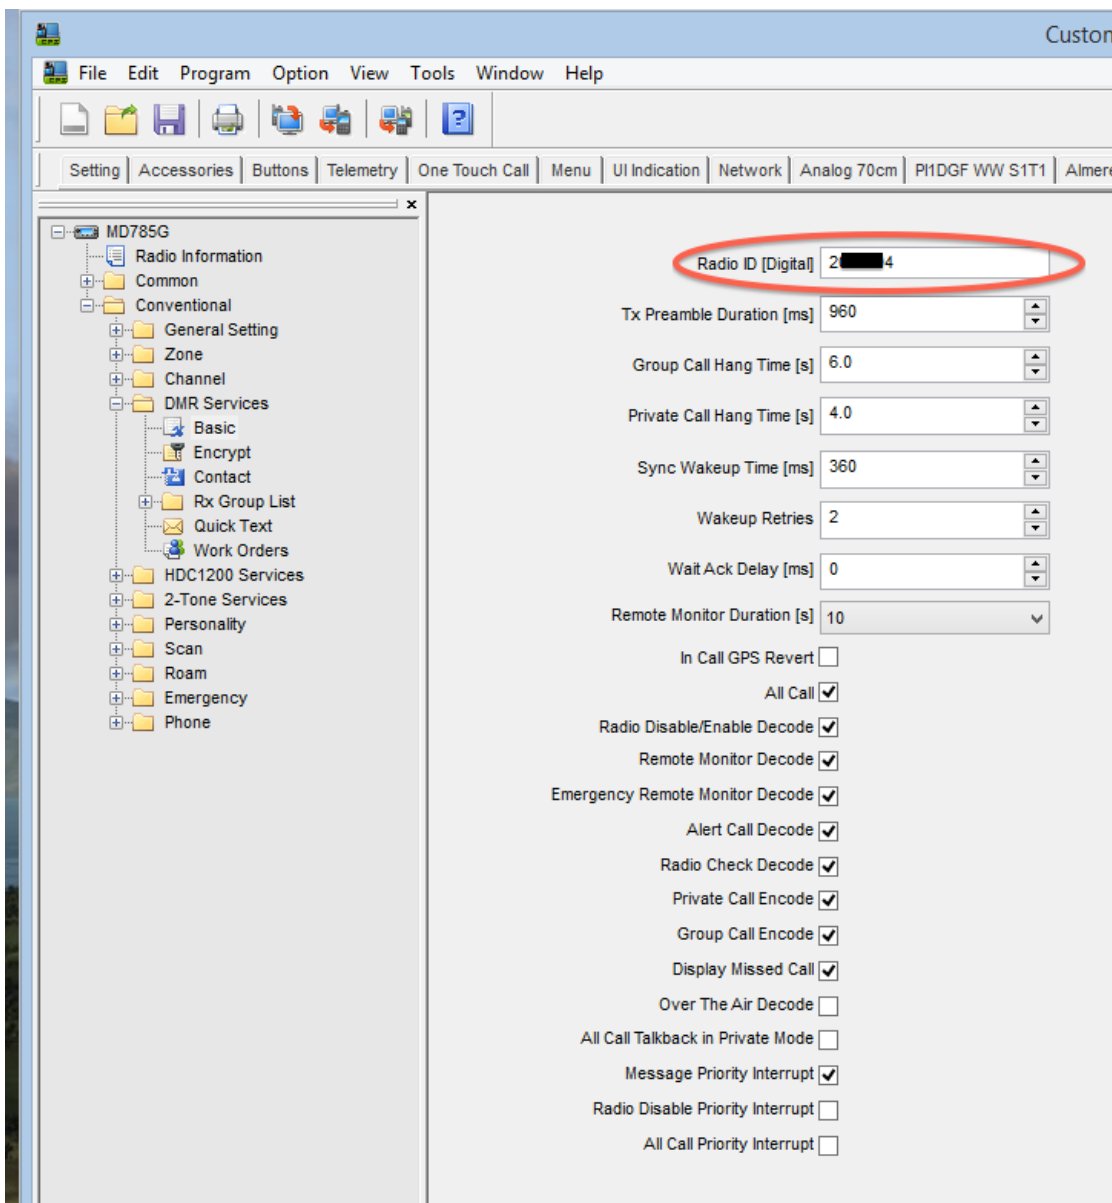 Custom
File Edit Program Option View Tools Window Help
Setting Accessories Buttons Telemetry One Touch Call Menu UI Indication Network Analog 70cm PI1DGF WW S1T1 Almere
MD785G
Radio Information
Common
Conventional
General Setting
Zone
Channel
DMR Services
Basic
Encrypt
Contact
Rx Group List
Quick Text
Work Orders
HDC1200 Services
2-Tone Services
Personality
Scan
Roam
Emergency
Phone
Radio ID [Digital] 2 4
Tx Preamble Duration [ms] 960
Group Call Hang Time [s] 6.0
Private Call Hang Time [s] 4.0
Sync Wakeup Time [ms] 360
Wakeup Retries 2
Wait Ack Delay [ms] 0
Remote Monitor Duration [s] 10
In Call GPS Revert
All Call
Radio Disable/Enable Decode
Remote Monitor Decode
Emergency Remote Monitor Decode
Alert Call Decode
Radio Check Decode
Private Call Encode
Group Call Encode
Display Missed Call
Over The Air Decode
All Call Talkback in Private Mode
Message Priority Interrupt
Radio Disable Priority Interrupt
All Call Priority Interrupt